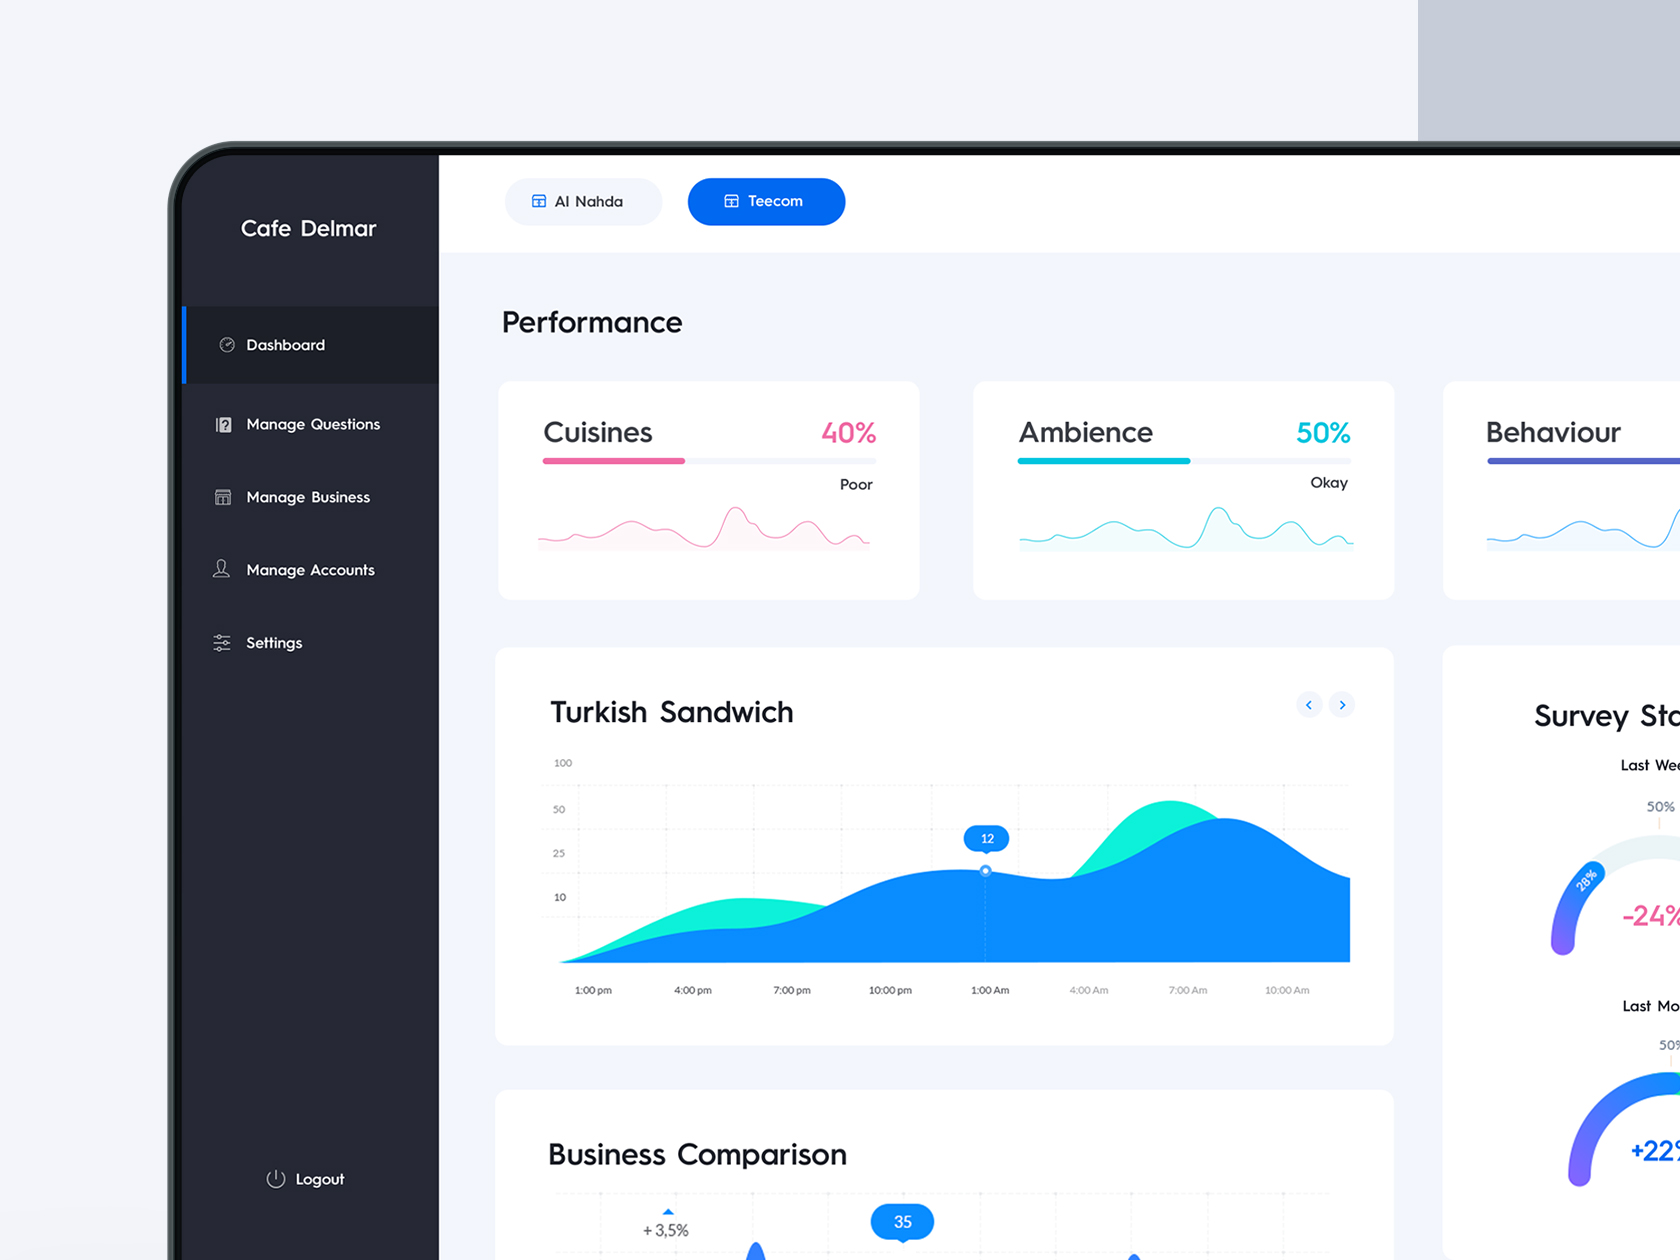 Cafe Delmar
Dashboard
Manage Questions
Manage Business
Manage Accounts
Settings
Logout
Al Nahda
Teecom
Performance
Cuisines 40%
Poor
Ambience 50%
Okay
Behaviour
Turkish Sandwich
100
50
25
10
12
1:00 pm 4:00 pm 7:00 pm 10:00 pm 1:00 Am 4:00 Am 7:00 Am 10:00 Am
Survey
Last
50%
28%
-24%
Last
50%
+22%
Business Comparison
+ 3,5%
35